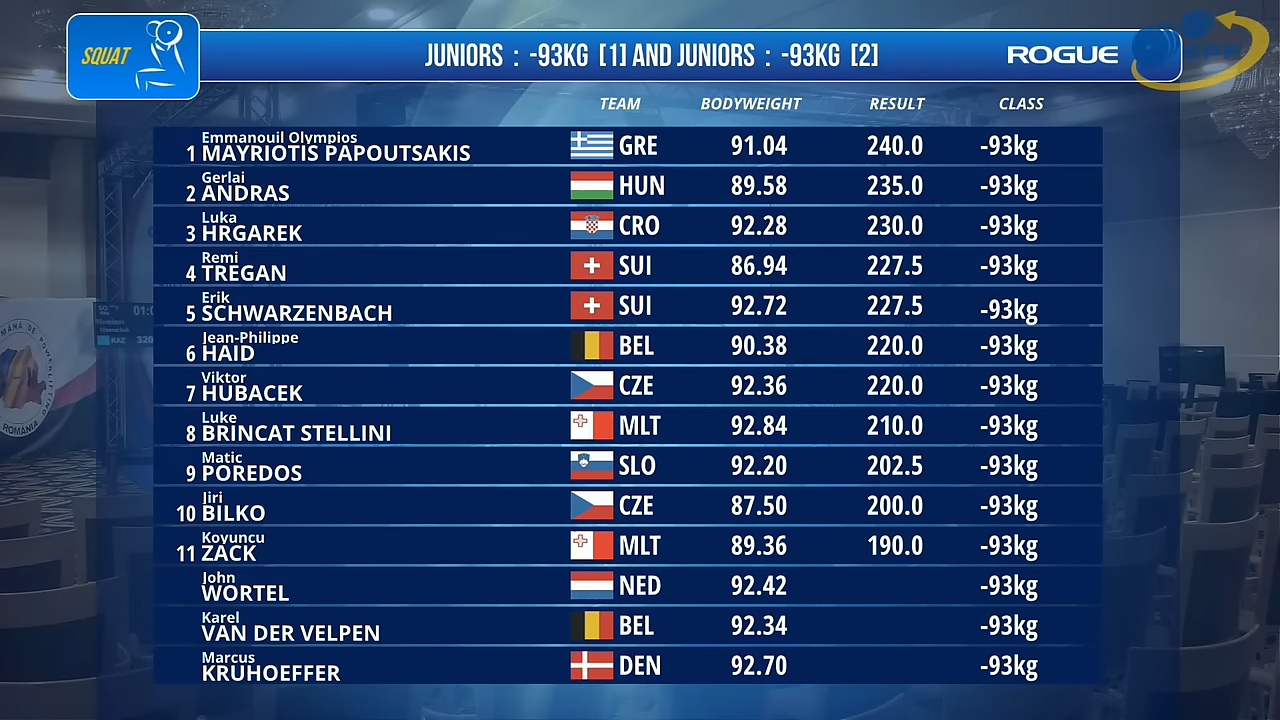 SQUAT
JUNIORS : -93KG [1] AND JUNIORS : -93KG [2]
ROGUE
TEAM BODYWEIGHT RESULT CLASS
Emmanouil Olympios
1 MAYRIOTIS PAPOUTSAKIS GRE 91.04 240.0 -93kg
Gerlai
2 ANDRAS HUN 89.58 235.0 -93kg
Luka
3 HRGAREK CRO 92.28 230.0 -93kg
Remi
4 TREGAN SUI 86.94 227.5 -93kg
Erik
5 SCHWARZENBACH SUI 92.72 227.5 -93kg
Jean-Philippe
6 HAID BEL 90.38 220.0 -93kg
Viktor
7 HUBACEK CZE 92.36 220.0 -93kg
Luke
8 BRINCAT STELLINI MLT 92.84 210.0 -93kg
Matic
9 POREDOS SLO 92.20 202.5 -93kg
Jiri
10 BILKO CZE 87.50 200.0 -93kg
Koyuncu
11 ZACK MLT 89.36 190.0 -93kg
John
WORTEL NED 92.42 -93kg
Karel
VAN DER VELPEN BEL 92.34 -93kg
Marcus
KRUHOEFFER DEN 92.70 -93kg
01:0
KAZ 320
ROMÂNIA